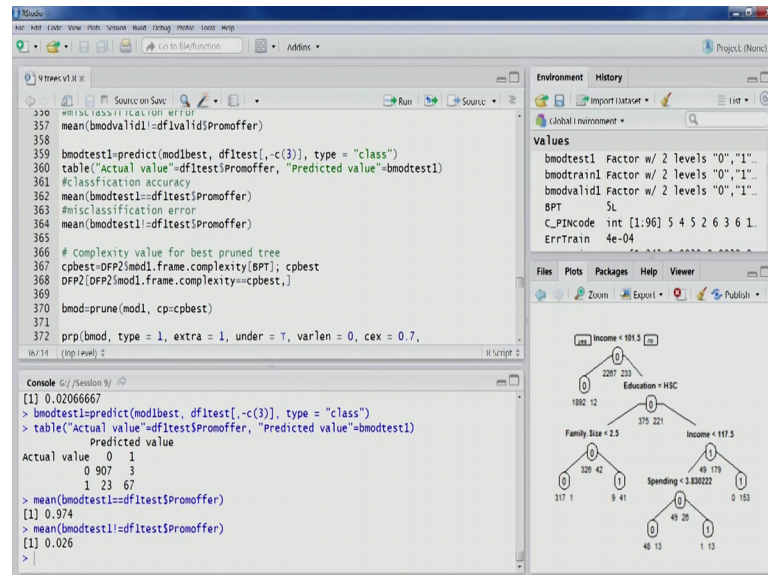 RStudio
File Edit Code View Plots Session Build Debug Profile Tools Help
Go to file/function
Addins
Project: (None)
9 trees v1.R
Source on Save
Run
Source
356 #misclassification error
357 mean(bmodvalid1!=df1valid$Promoffer)
358
359 bmodtest1=predict(mod1best, df1test[,-c(3)], type = "class")
360 table("Actual value"=df1test$Promoffer, "Predicted value"=bmodtest1)
361 #classfication accuracy
362 mean(bmodtest1==df1test$Promoffer)
363 #misclassification error
364 mean(bmodtest1!=df1test$Promoffer)
365
366 # Complexity value for best pruned tree
367 cpbest=DFP2$mod1.frame.complexity[BPT]; cpbest
368 DFP2[DFP2$mod1.frame.complexity==cpbest,]
369
370 bmod=prune(mod1, cp=cpbest)
371
372 prp(bmod, type = 1, extra = 1, under = T, varlen = 0, cex = 0.7,
367:14 (Top Level)
R Script
Console G:/ /Session 9/
[1] 0.02066667
> bmodtest1=predict(mod1best, df1test[,-c(3)], type = "class")
> table("Actual value"=df1test$Promoffer, "Predicted value"=bmodtest1)
Predicted value
Actual value 0 1
0 907 3
1 23 67
> mean(bmodtest1==df1test$Promoffer)
[1] 0.974
> mean(bmodtest1!=df1test$Promoffer)
[1] 0.026
>
Environment History
Import Dataset
List
Global Environment
Values
bmodtest1 Factor w/ 2 levels "0","1"…
bmodtrain1 Factor w/ 2 levels "0","1"…
bmodvalid1 Factor w/ 2 levels "0","1"…
BPT 5L
C_PINcode int [1:96] 5 4 5 2 6 3 6 1…
ErrTrain 4e-04
Files Plots Packages Help Viewer
Zoom Export Publish
yes Income < 101.5 no
0
2267 233
0 Education = HSC
1892 12
0
375 221
Family.Size < 2.5 Income < 117.5
0 1
326 42 49 179
0 1 Spending < 3.830222
317 1 9 41 0 1
49 26 0 153
0 1
48 13 1 13